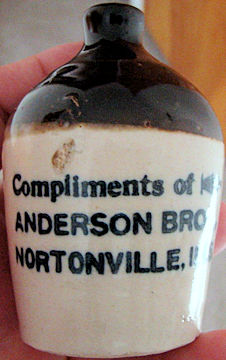 Compliments of
ANDERSON BRO
NORTONVILLE,